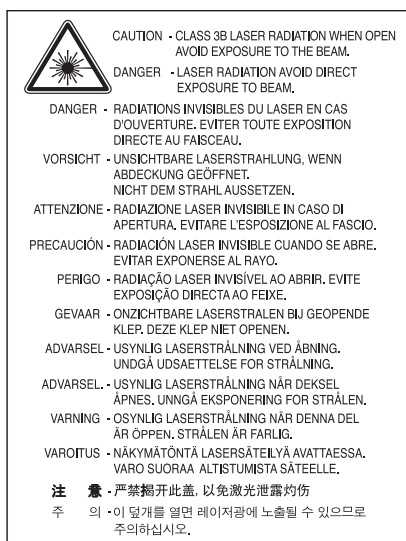 CAUTION - CLASS 3B LASER RADIATION WHEN OPEN
AVOID EXPOSURE TO THE BEAM.
DANGER - LASER RADIATION AVOID DIRECT
EXPOSURE TO BEAM.
DANGER - RADIATIONS INVISIBLES DU LASER EN CAS
D'OUVERTURE. EVITER TOUTE EXPOSITION
DIRECTE AU FAISCEAU.
VORSICHT - UNSICHTBARE LASERSTRAHLUNG, WENN
ABDECKUNG GEÖFFNET.
NICHT DEM STRAHL AUSSETZEN.
ATTENZIONE - RADIAZIONE LASER INVISIBILE IN CASO DI
APERTURA. EVITARE L'ESPOSIZIONE AL FASCIO.
PRECAUCIÓN - RADIACIÓN LASER INVISIBLE CUANDO SE ABRE.
EVITAR EXPONERSE AL RAYO.
PERIGO - RADIAÇÃO LASER INVISÍVEL AO ABRIR. EVITE
EXPOSIÇÃO DIRECTA AO FEIXE.
GEVAAR - ONZICHTBARE LASERSTRALEN BIJ GEOPENDE
KLEP. DEZE KLEP NIET OPENEN.
ADVARSEL - USYNLIG LASERSTRÅLNING VED ÅBNING.
UNDGÅ UDSAETTELSE FOR STRÅLNING.
ADVARSEL. - USYNLIG LASERSTRÅLNING NÅR DEKSEL
ÅPNES. UNNGÅ EKSPONERING FOR STRÅLEN.
VARNING - OSYNLIG LASERSTRÅLNING NÄR DENNA DEL
ÄR ÖPPEN. STRÅLEN ÄR FARLIG.
VAROITUS - NÄKYMÄTÖNTÄ LASERSÄTEILYÄ AVATTAESSA.
VARO SUORAA ALTISTUMISTA SÄTEELLE.
注 意 - 严禁揭开此盖, 以免激光泄露灼伤
주 의 - 이 덮개를 열면 레이저광에 노출될 수 있으므로
주의하십시오.